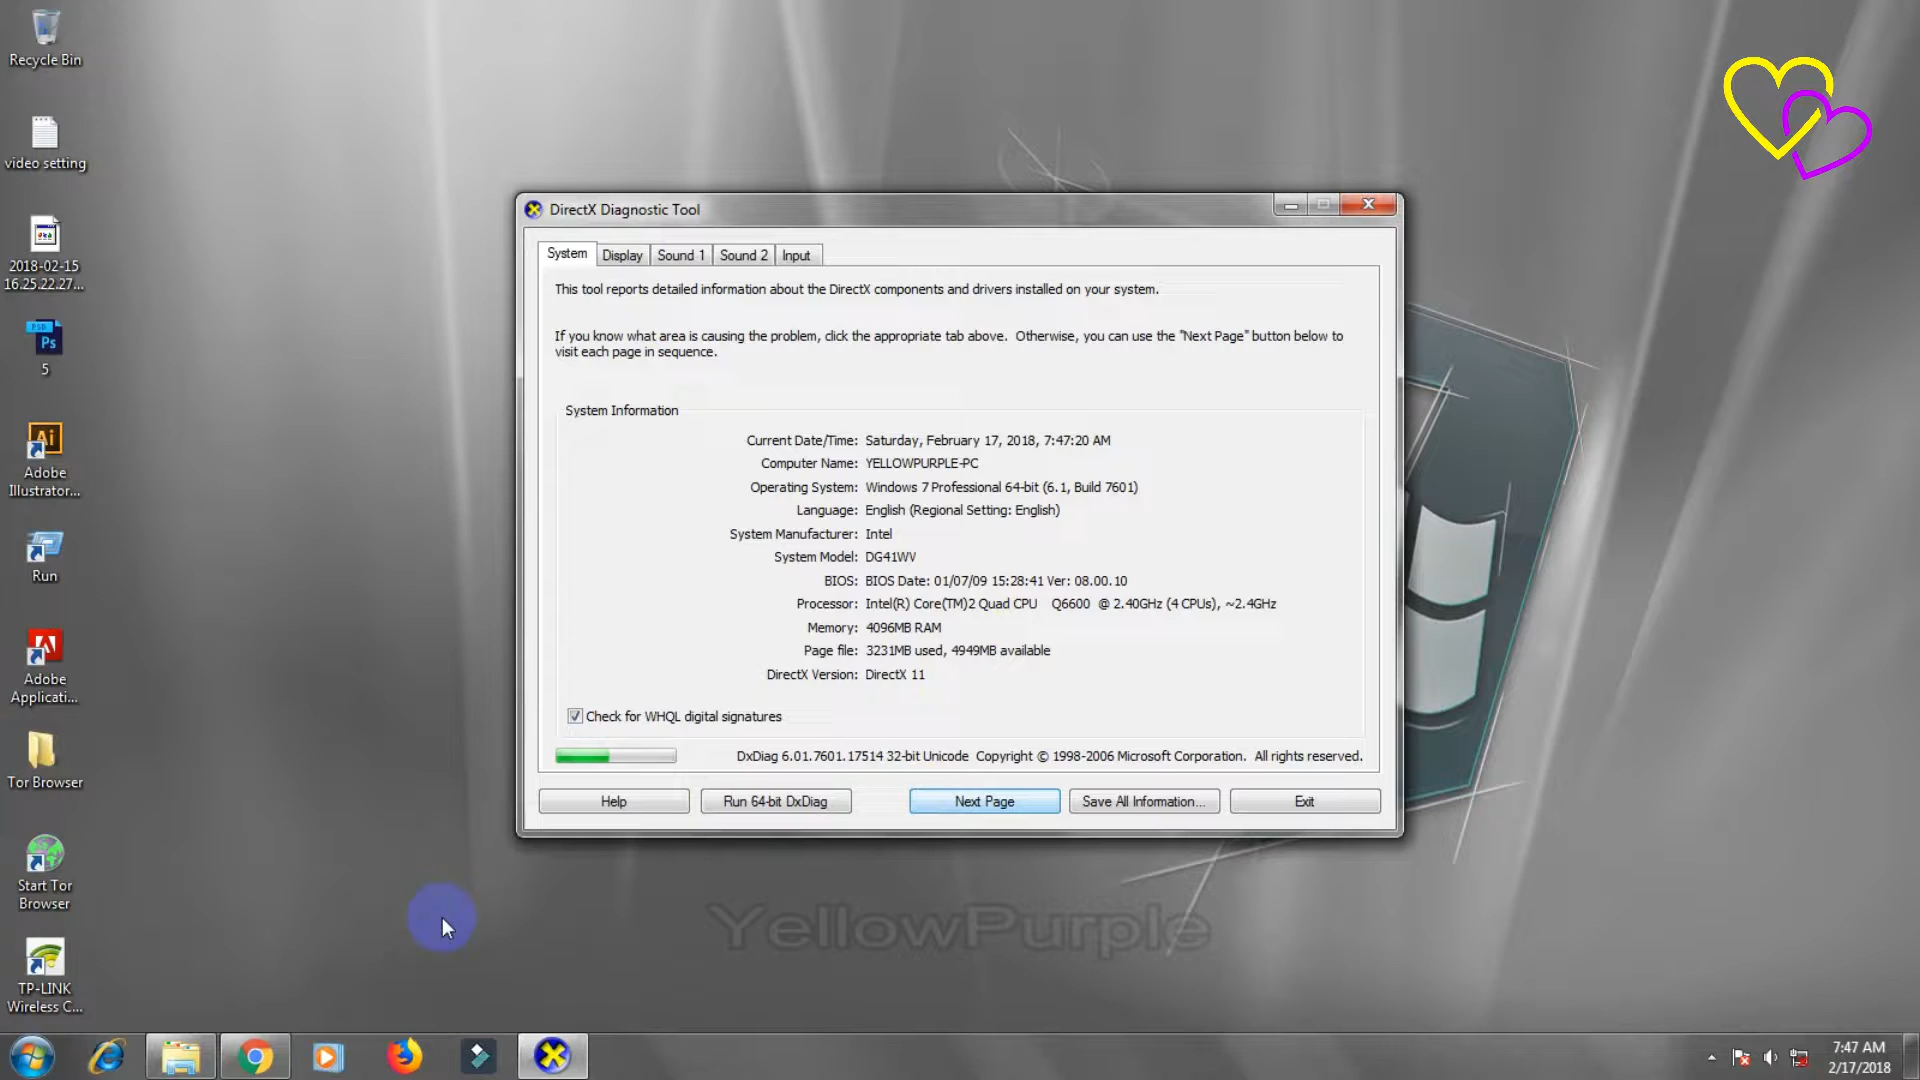 Recycle Bin
video setting
2018-02-15
16.25.22.27...
PSD
Ps
5
Ai
Adobe
Illustrator...
Run
Adobe
Applicati...
Tor Browser
Start Tor
Browser
TP-LINK
Wireless C...
DirectX Diagnostic Tool
System Display Sound 1 Sound 2 Input
This tool reports detailed information about the DirectX components and drivers installed on your system.
If you know what area is causing the problem, click the appropriate tab above. Otherwise, you can use the "Next Page" button below to
visit each page in sequence.
System Information
Current Date/Time: Saturday, February 17, 2018, 7:47:20 AM
Computer Name: YELLOWPURPLE-PC
Operating System: Windows 7 Professional 64-bit (6.1, Build 7601)
Language: English (Regional Setting: English)
System Manufacturer: Intel
System Model: DG41WV
BIOS: BIOS Date: 01/07/09 15:28:41 Ver: 08.00.10
Processor: Intel(R) Core(TM)2 Quad CPU Q6600 @ 2.40GHz (4 CPUs), ~2.4GHz
Memory: 4096MB RAM
Page file: 3231MB used, 4949MB available
DirectX Version: DirectX 11
Check for WHQL digital signatures
DxDiag 6.01.7601.17514 32-bit Unicode Copyright © 1998-2006 Microsoft Corporation. All rights reserved.
Help Run 64-bit DxDiag Next Page Save All Information... Exit
YellowPurple
7:47 AM
2/17/2018